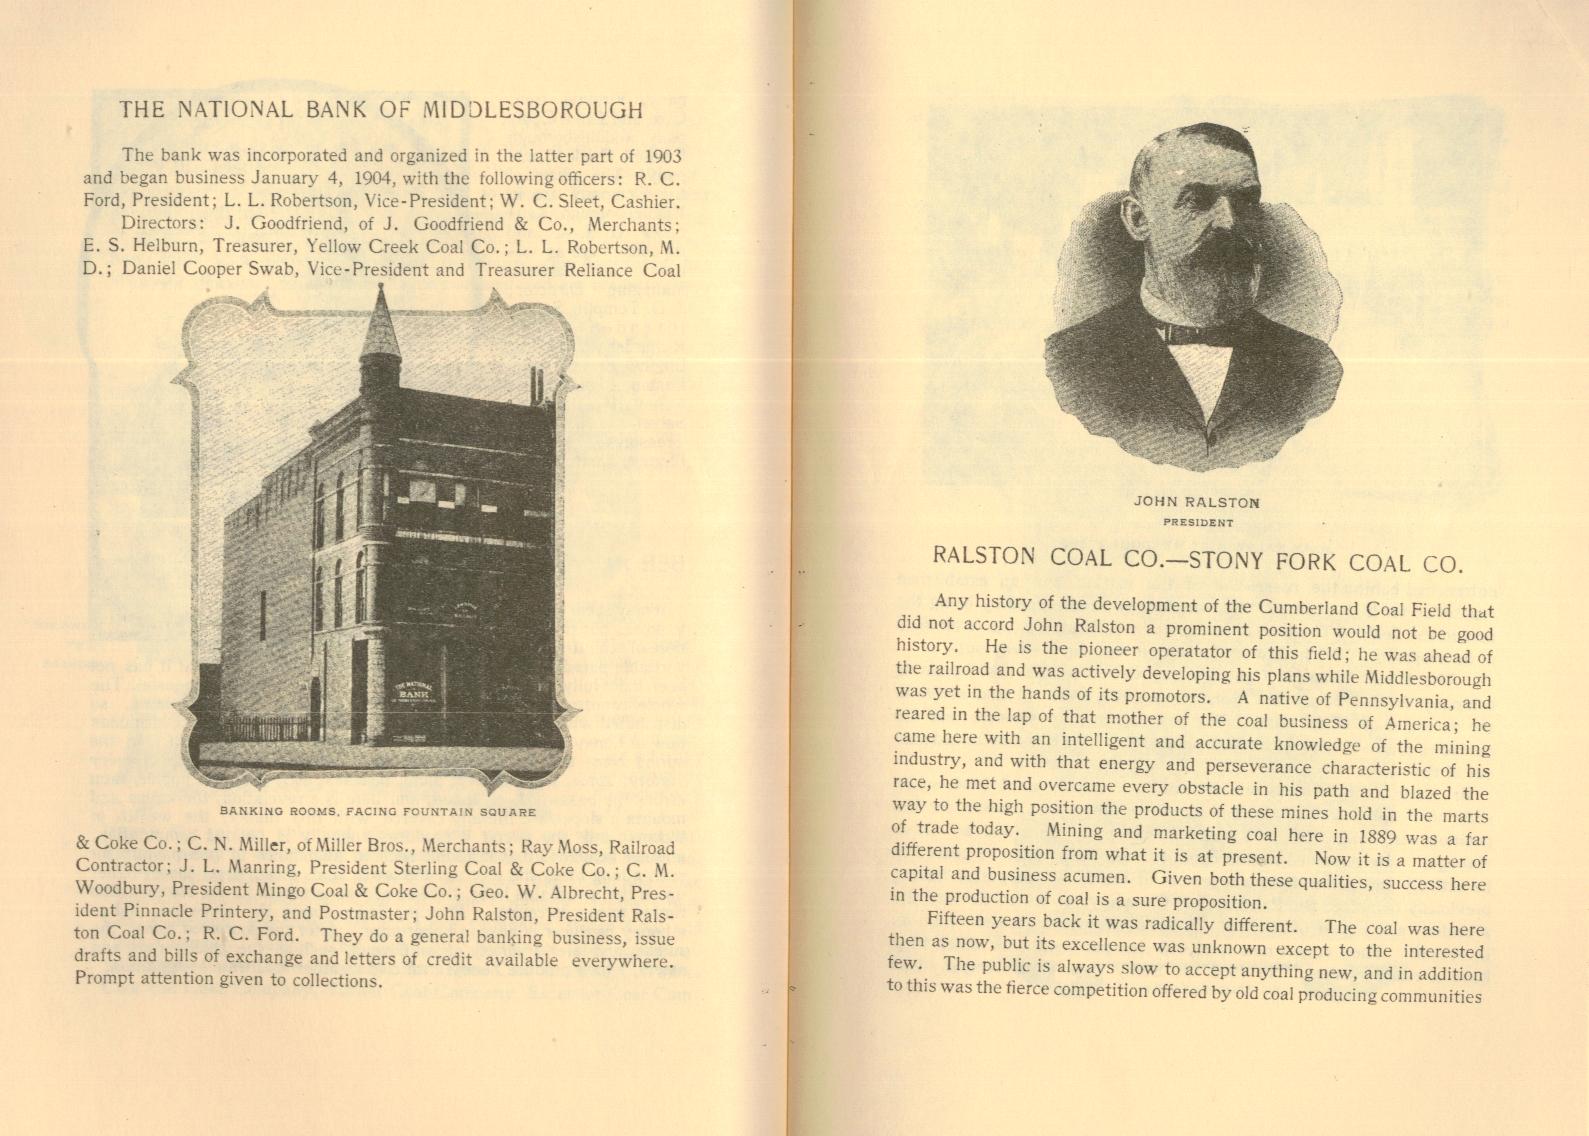 THE NATIONAL BANK OF MIDDLESBOROUGH
The bank was incorporated and organized in the latter part of 1903
and began business January 4, 1904, with the following officers: R. C.
Ford, President; L. L. Robertson, Vice-President; W. C. Sleet, Cashier.
Directors: J. Goodfriend, of J. Goodfriend & Co., Merchants;
E. S. Helburn, Treasurer, Yellow Creek Coal Co.; L. L. Robertson, M.
D.; Daniel Cooper Swab, Vice-President and Treasurer Reliance Coal
THE NATIONAL
BANK
BANKING ROOMS, FACING FOUNTAIN SQUARE
& Coke Co.; C. N. Miller, of Miller Bros., Merchants; Ray Moss, Railroad
Contractor; J. L. Manring, President Sterling Coal & Coke Co.; C. M.
Woodbury, President Mingo Coal & Coke Co.; Geo. W. Albrecht, Pres-
ident Pinnacle Printery, and Postmaster; John Ralston, President Rals-
ton Coal Co.; R. C. Ford. They do a general banking business, issue
drafts and bills of exchange and letters of credit available everywhere.
Prompt attention given to collections.
JOHN RALSTON
PRESIDENT
RALSTON COAL CO.—STONY FORK COAL CO.
Any history of the development of the Cumberland Coal Field that
did not accord John Ralston a prominent position would not be good
history. He is the pioneer operatator of this field; he was ahead of
the railroad and was actively developing his plans while Middlesborough
was yet in the hands of its promotors. A native of Pennsylvania, and
reared in the lap of that mother of the coal business of America; he
came here with an intelligent and accurate knowledge of the mining
industry, and with that energy and perseverance characteristic of his
race, he met and overcame every obstacle in his path and blazed the
way to the high position the products of these mines hold in the marts
of trade today. Mining and marketing coal here in 1889 was a far
different proposition from what it is at present. Now it is a matter of
capital and business acumen. Given both these qualities, success here
in the production of coal is a sure proposition.
Fifteen years back it was radically different. The coal was here
then as now, but its excellence was unknown except to the interested
few. The public is always slow to accept anything new, and in addition
to this was the fierce competition offered by old coal producing communities